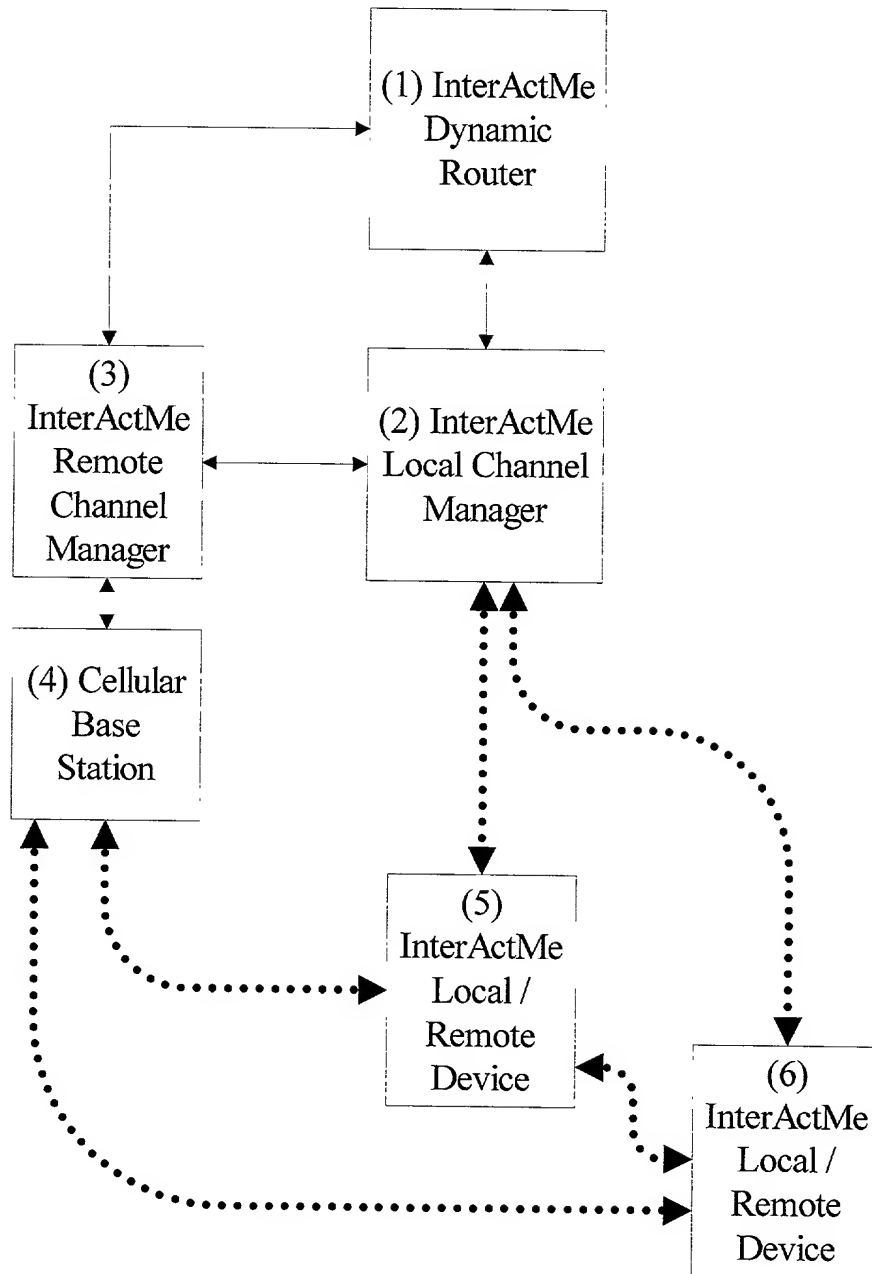 (1) InterActMe
Dynamic
Router
(3)
InterActMe
Remote
Channel
Manager
(2) InterActMe
Local Channel
Manager
(4) Cellular
Base
Station
(5)
InterActMe
Local /
Remote
Device
(6)
InterActMe
Local /
Remote
Device